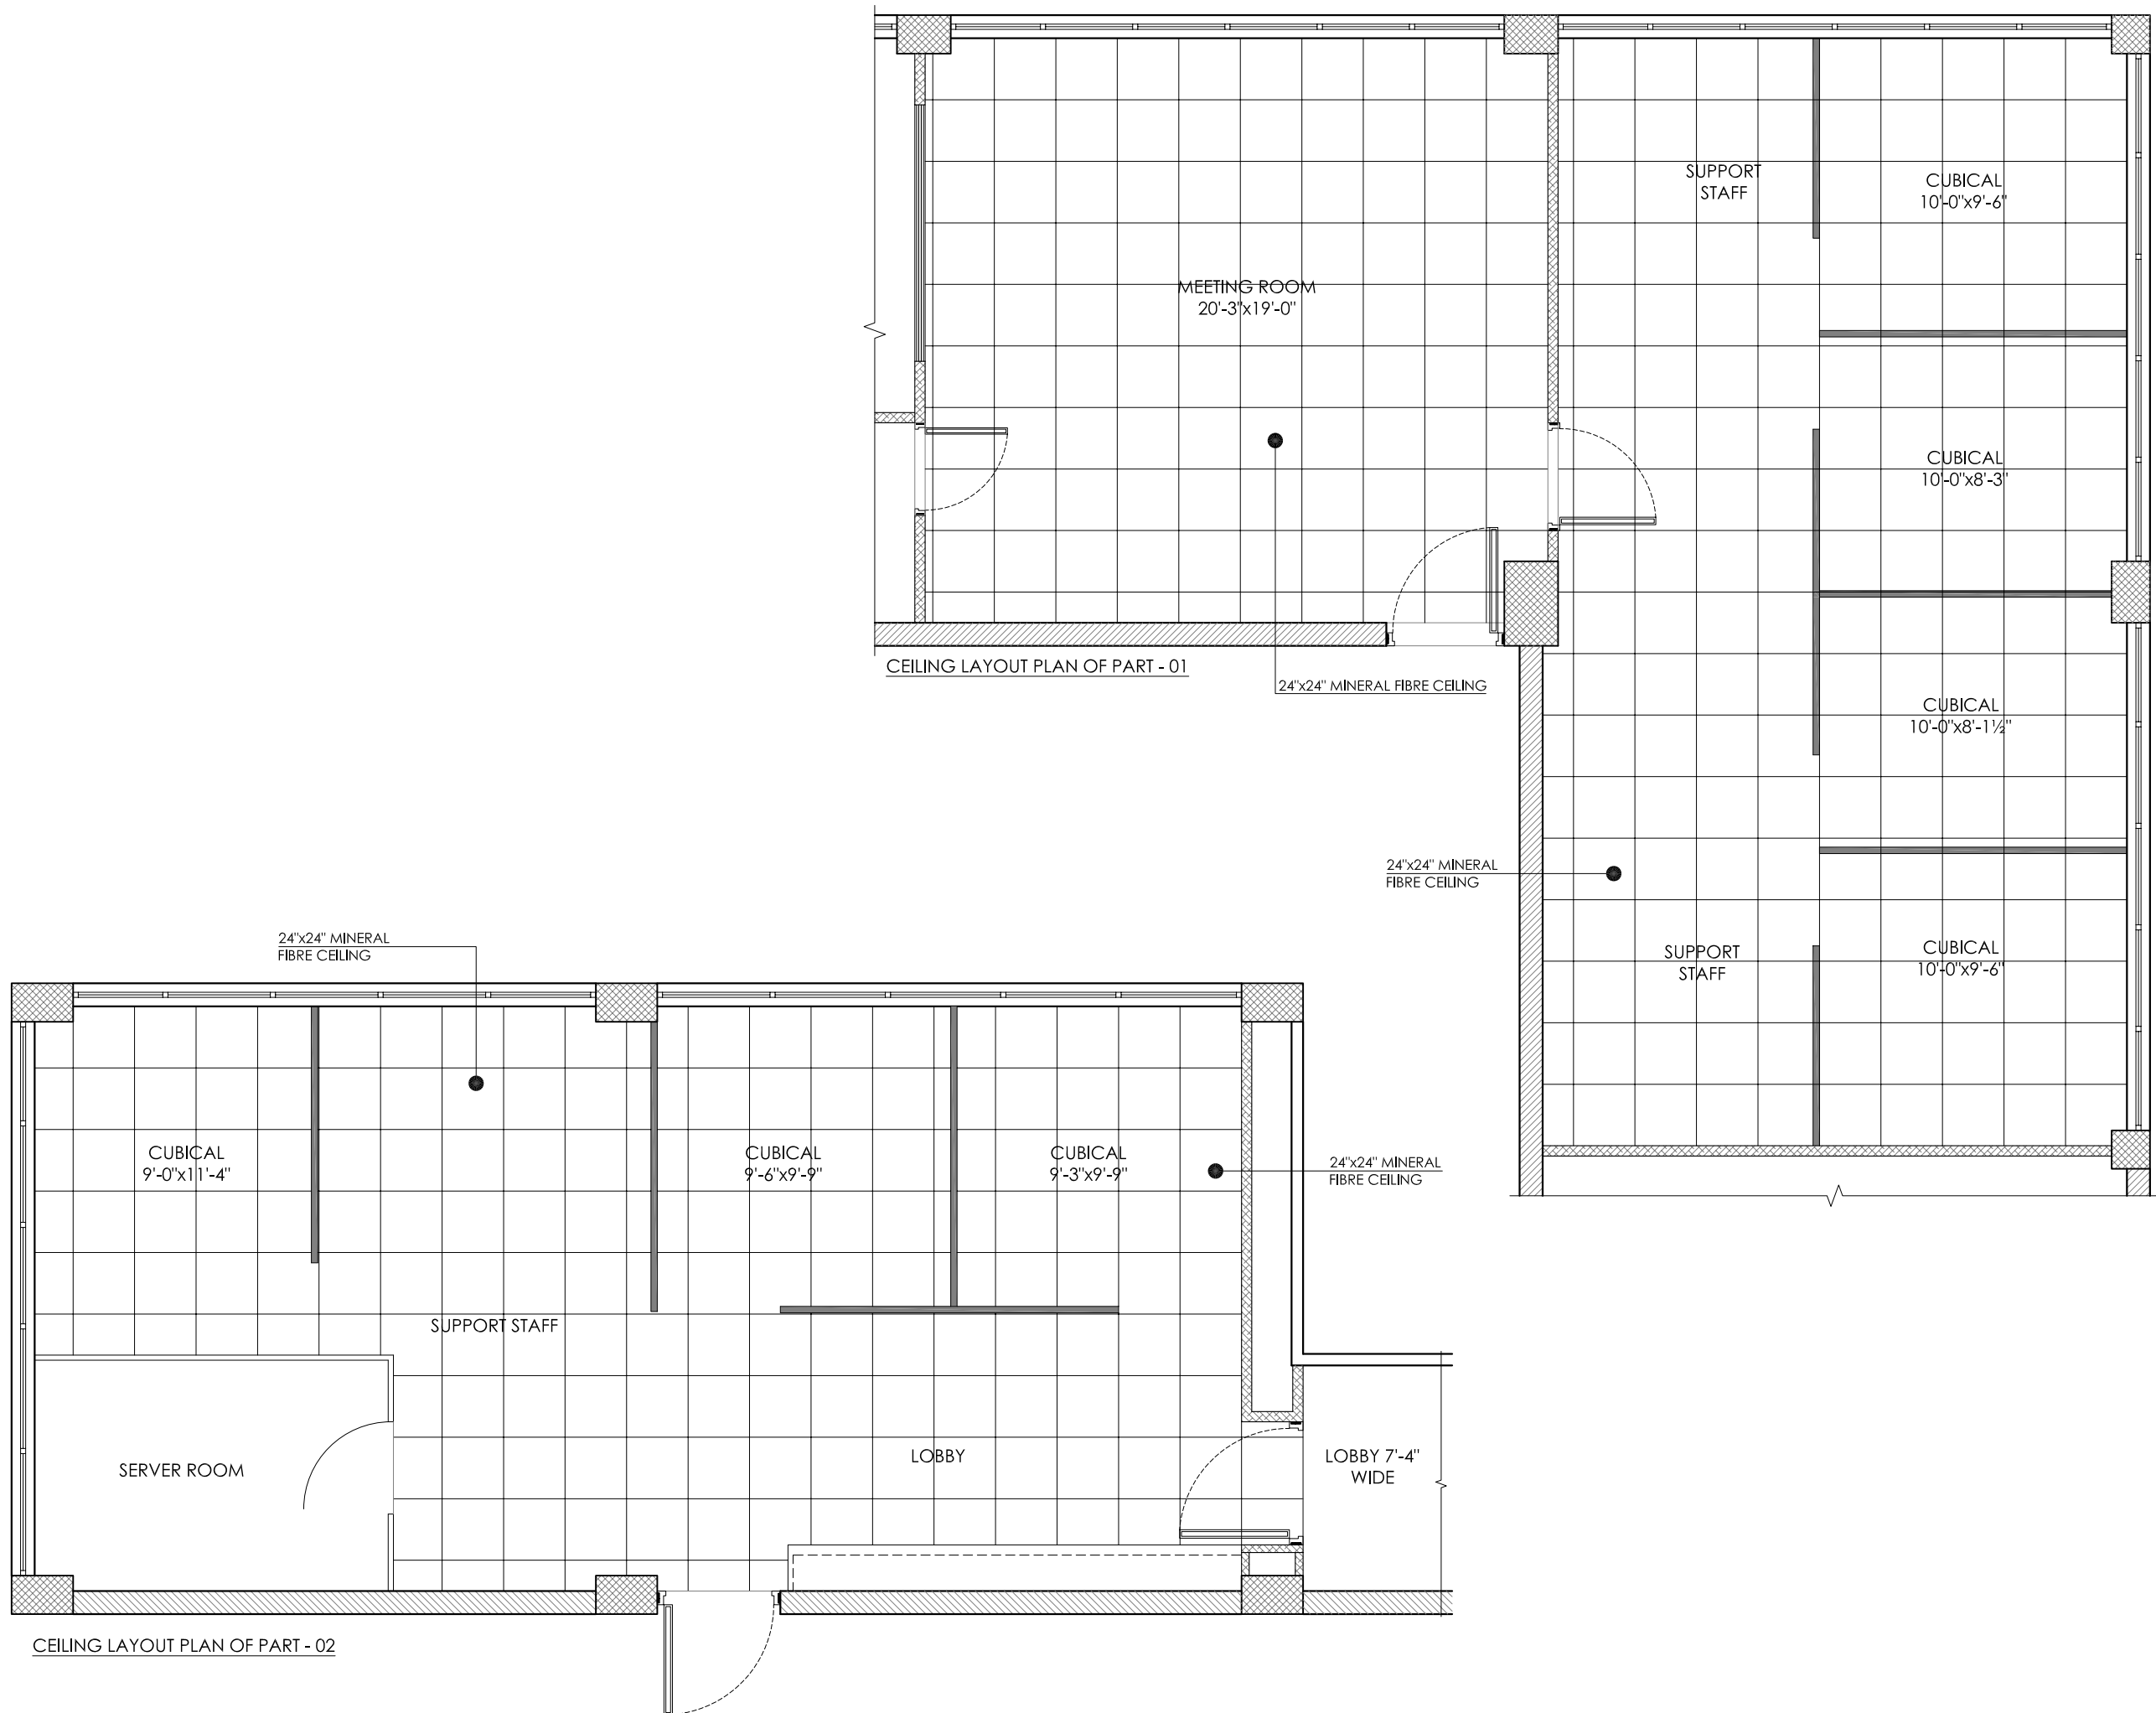 SUPPORT
STAFF
CUBICAL
10'-0"x9'-6"
MEETING ROOM
20'-3"x19'-0"
CUBICAL
10'-0"x8'-3"
CEILING LAYOUT PLAN OF PART - 01
24"x24" MINERAL FIBRE CEILING
CUBICAL
10'-0"x8'-1½"
24"x24" MINERAL
FIBRE CEILING
SUPPORT
STAFF
CUBICAL
10'-0"x9'-6"
24"x24" MINERAL
FIBRE CEILING
CUBICAL
9'-0"x11'-4"
CUBICAL
9'-6"x9'-9"
CUBICAL
9'-3"x9'-9"
24"x24" MINERAL
FIBRE CEILING
SUPPORT STAFF
SERVER ROOM
LOBBY
LOBBY 7'-4"
WIDE
CEILING LAYOUT PLAN OF PART - 02